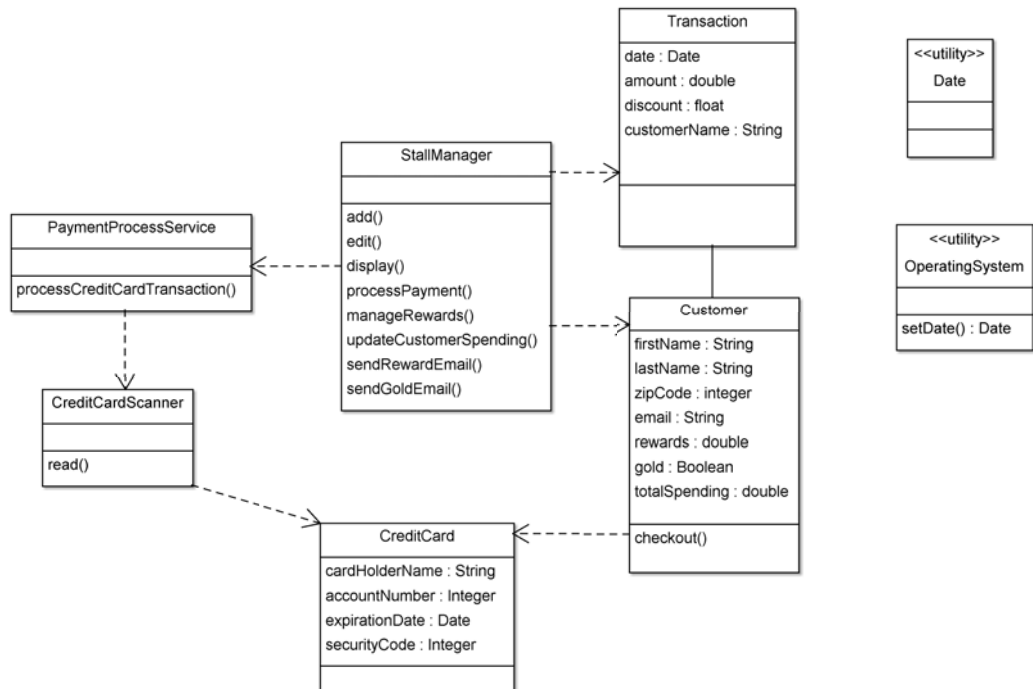 Transaction
date : Date
amount : double
discount : float
customerName : String
<<utility>>
Date
StallManager
add()
edit()
display()
processPayment()
manageRewards()
updateCustomerSpending()
sendRewardEmail()
sendGoldEmail()
PaymentProcessService
processCreditCardTransaction()
<<utility>>
OperatingSystem
setDate() : Date
Customer
firstName : String
lastName : String
zipCode : integer
email : String
rewards : double
gold : Boolean
totalSpending : double
checkout()
CreditCardScanner
read()
CreditCard
cardHolderName : String
accountNumber : Integer
expirationDate : Date
securityCode : Integer